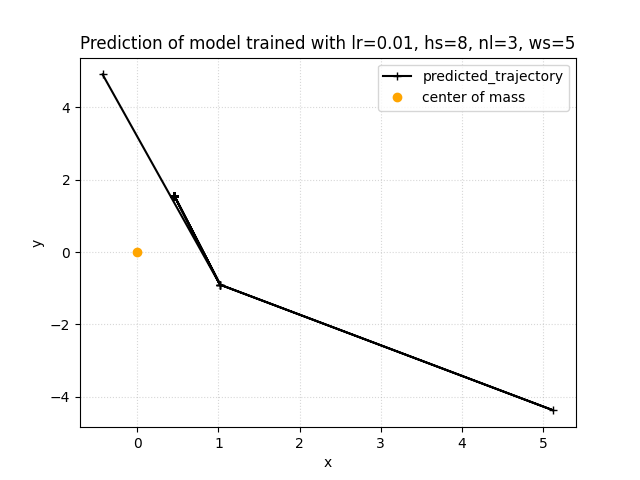 Prediction of model trained with lr=0.01, hs=8, nl=3, ws=5
predicted_trajectory
center of mass
4
2
0
−2
−4
y
0 1 2 3 4 5
x